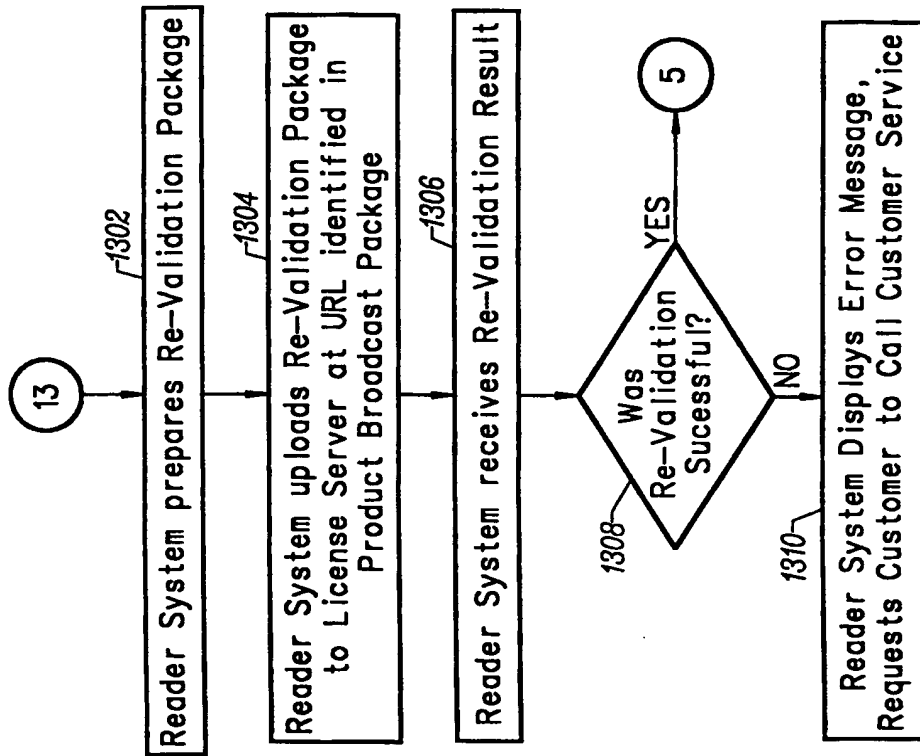 13
1302
Reader System prepares Re-Validation Package
1304
Reader System uploads Re-Validation Package
to License Server at URL identified in
Product Broadcast Package
1306
Reader System receives Re-Validation Result
1308
Was
Re-Validation
Sucessful?
YES
5
NO
1310
Reader System Displays Error Message,
Requests Customer to Call Customer Service